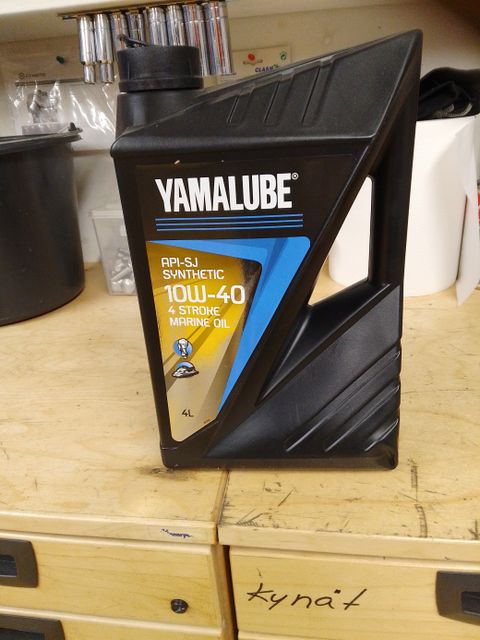 YAMALUBE®
API-SJ
SYNTHETIC
10W-40
4 STROKE
MARINE OIL
4L
kynät